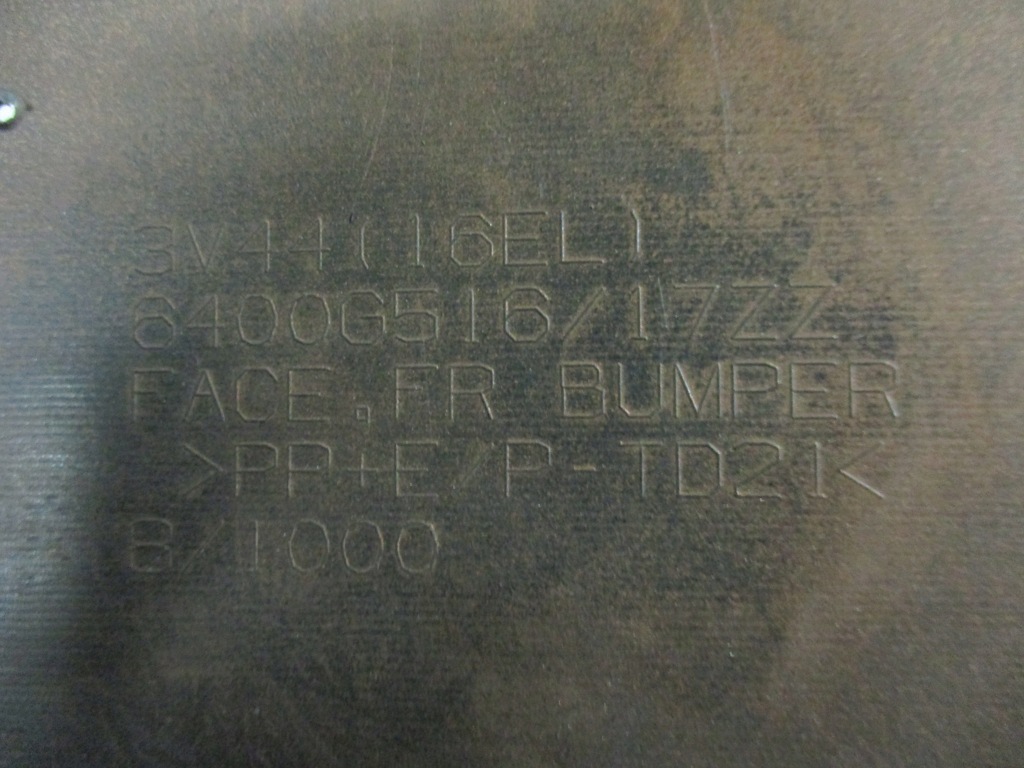 3V44(16EL)
6400G516/17ZZ
FACE,FR BUMPER
>PP+E/P-TD21<
B/1000